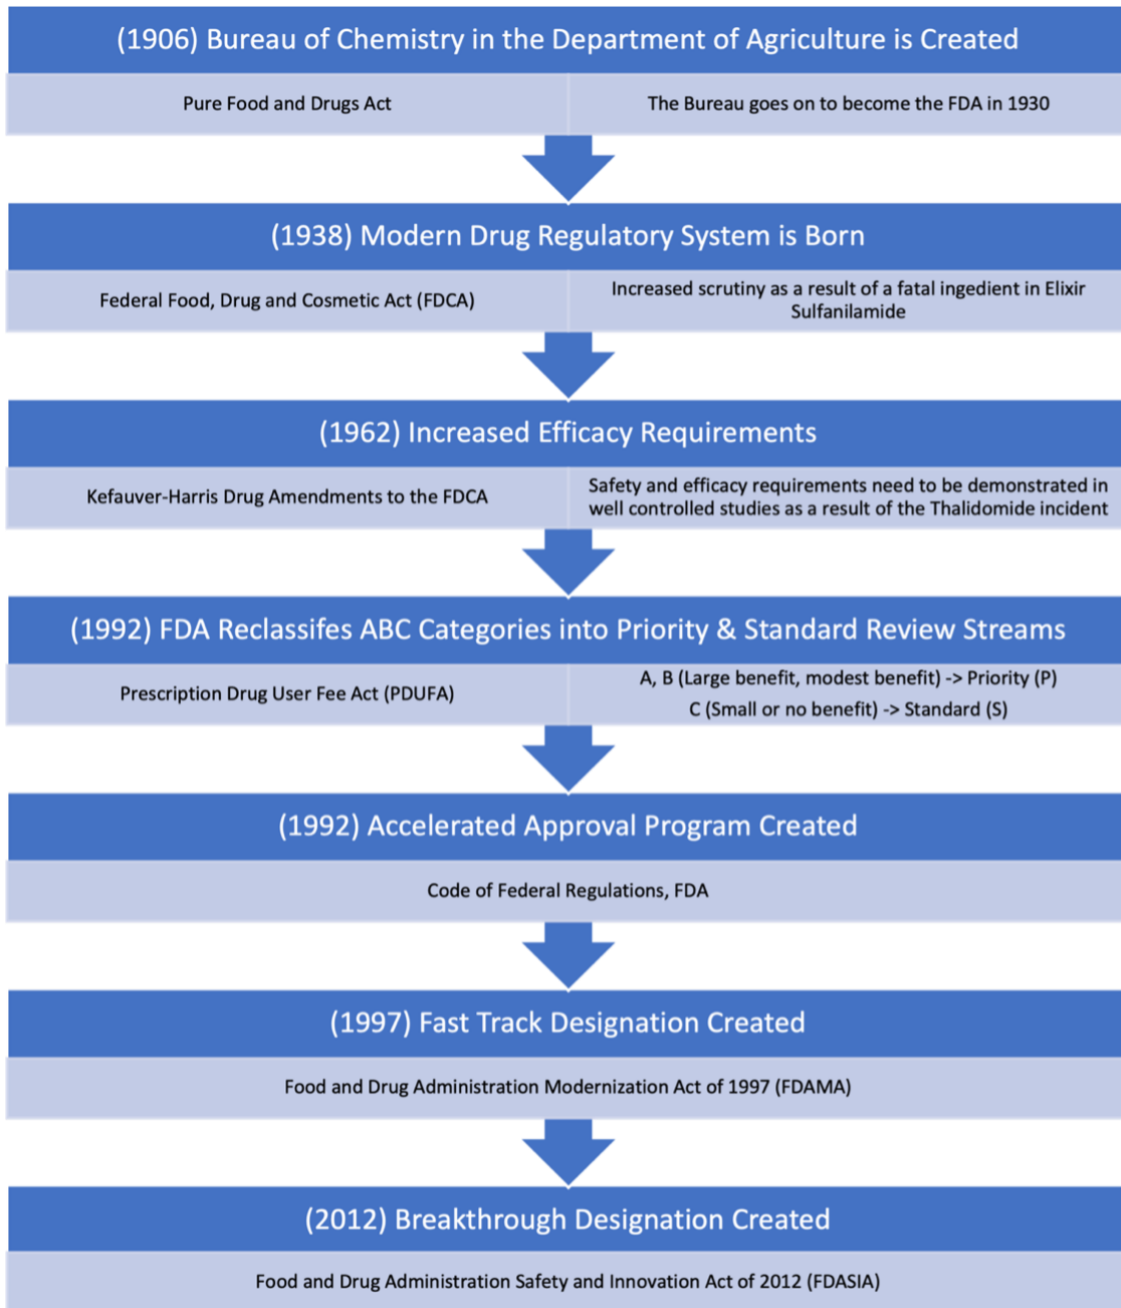 (1906) Bureau of Chemistry in the Department of Agriculture is Created
Pure Food and Drugs Act
The Bureau goes on to become the FDA in 1930
(1938) Modern Drug Regulatory System is Born
Federal Food, Drug and Cosmetic Act (FDCA)
Increased scrutiny as a result of a fatal ingedient in Elixir
Sulfanilamide
(1962) Increased Efficacy Requirements
Kefauver-Harris Drug Amendments to the FDCA
Safety and efficacy requirements need to be demonstrated in
well controlled studies as a result of the Thalidomide incident
(1992) FDA Reclassifes ABC Categories into Priority & Standard Review Streams
Prescription Drug User Fee Act (PDUFA)
A, B (Large benefit, modest benefit) -> Priority (P)
C (Small or no benefit) -> Standard (S)
(1992) Accelerated Approval Program Created
Code of Federal Regulations, FDA
(1997) Fast Track Designation Created
Food and Drug Administration Modernization Act of 1997 (FDAMA)
(2012) Breakthrough Designation Created
Food and Drug Administration Safety and Innovation Act of 2012 (FDASIA)